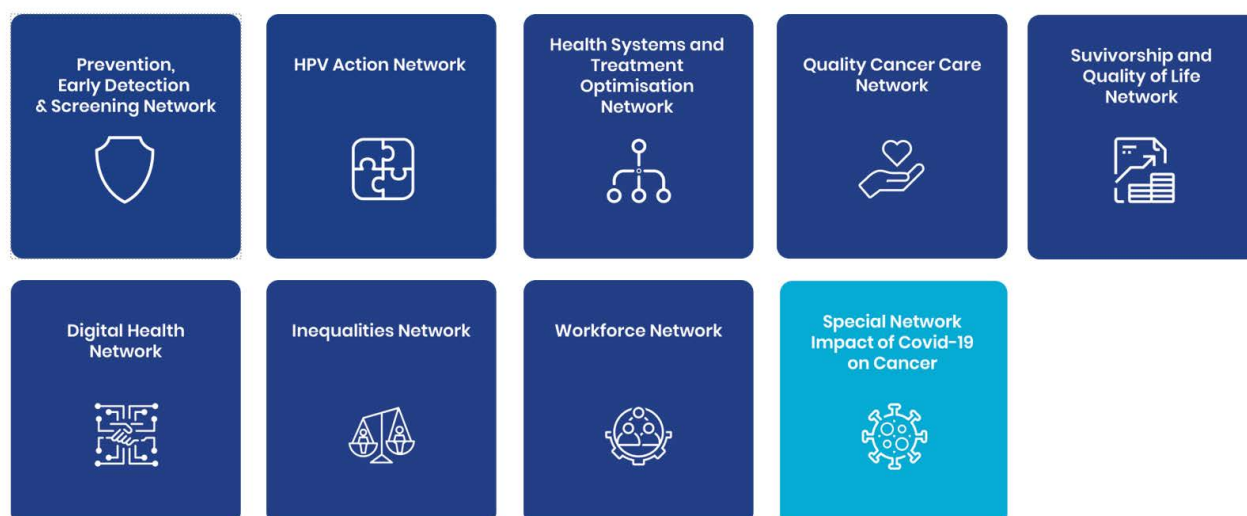 Prevention,
Early Detection
& Screening Network
HPV Action Network
Health Systems and
Treatment
Optimisation
Network
Quality Cancer Care
Network
Suvivorship and
Quality of Life
Network
Digital Health
Network
Inequalities Network
Workforce Network
Special Network
Impact of Covid-19
on Cancer